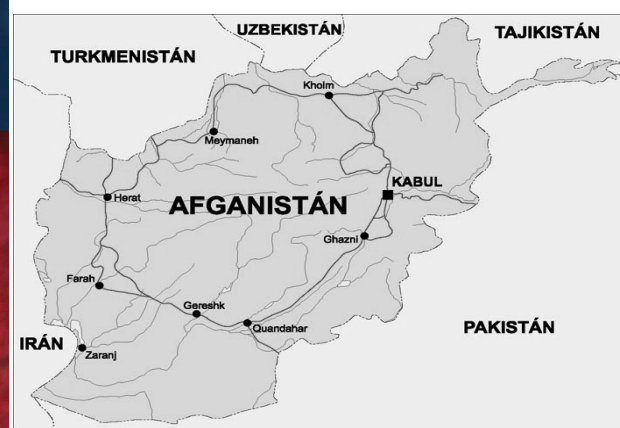 UZBEKISTÁN
TAJIKISTÁN
TURKMENISTÁN
Kholm
Meymaneh
KABUL
Herat
AFGANISTÁN
Ghazni
Farah
Gereshk
Quandahar
PAKISTÁN
IRÁN
Zaranj